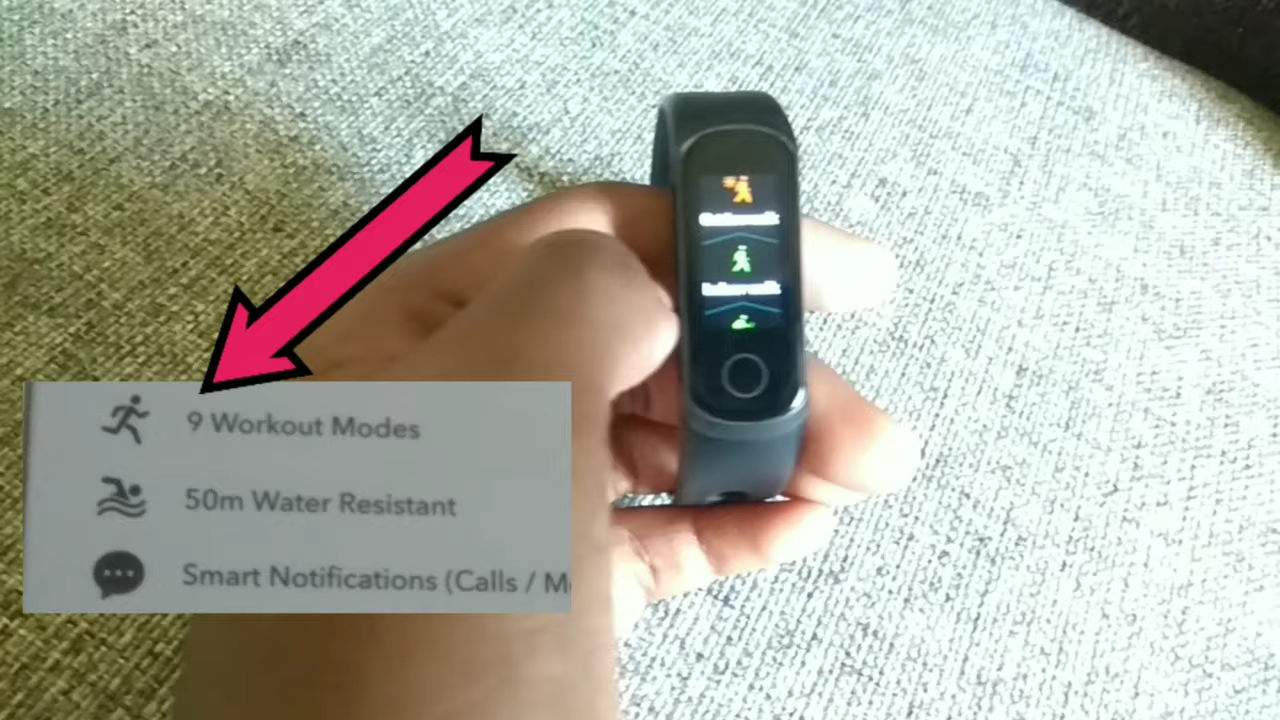 9 Workout Modes
50m Water Resistant
Smart Notifications (Calls / M